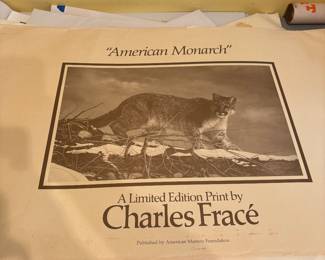 "American Monarch"
A Limited Edition Print by
Charles Fracé
Published by American Masters Foundation